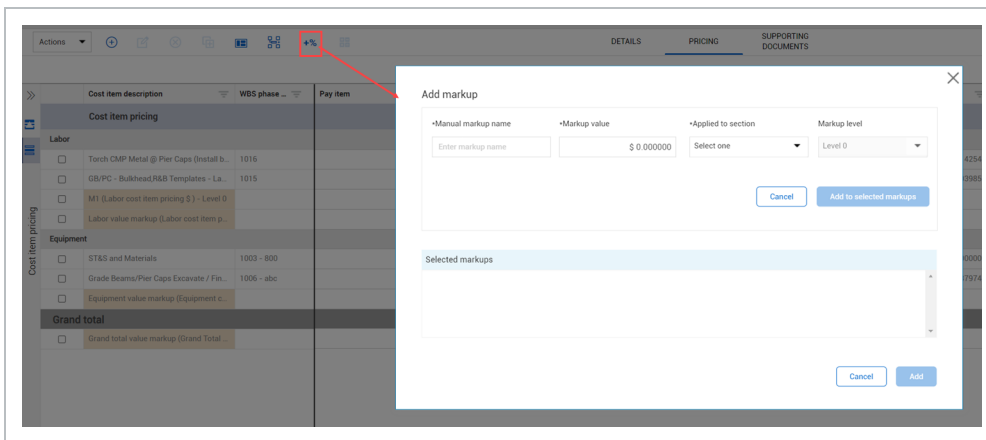 Actions
+%
DETAILS
PRICING
SUPPORTING
DOCUMENTS
Cost item description
WBS phase ...
Pay item
Cost item pricing
Cost item pricing
Labor
Torch CMP Metal @ Pier Caps (Install b... 1016
GB/PC - Bulkhead,R&B Templates - La... 1015
M1 (Labor cost item pricing $ ) - Level 0
Labor value markup (Labor cost item p...
Equipment
ST&S and Materials 1003 - 800
Grade Beams/Pier Caps Excavate / Fin... 1006 - abc
Equipment value markup (Equipment c...
Grand total
Grand total value markup (Grand Total ...
Add markup
•Manual markup name
•Markup value
•Applied to section
Markup level
Enter markup name
$ 0.000000
Select one
Level 0
Cancel
Add to selected markups
Selected markups
Cancel
Add